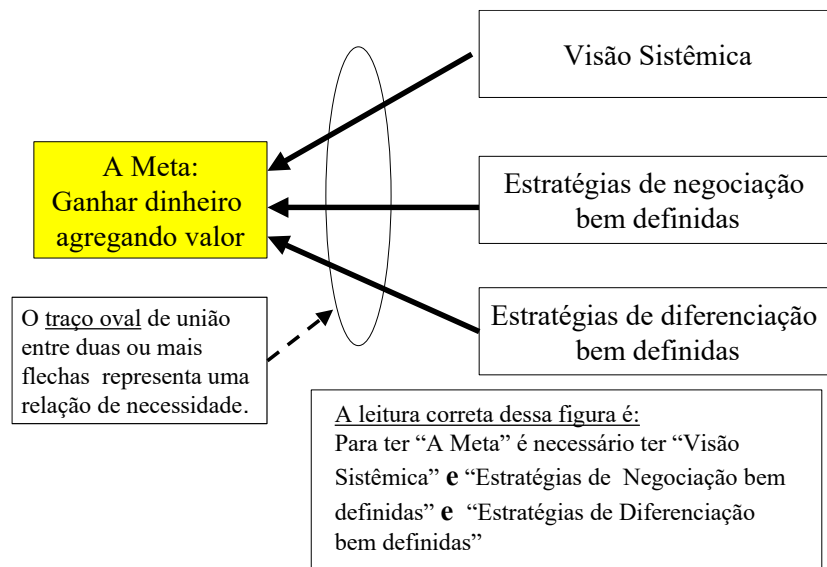 Visão Sistêmica
A Meta:
Ganhar dinheiro
agregando valor
Estratégias de negociação
bem definidas
Estratégias de diferenciação
bem definidas
O traço oval de união
entre duas ou mais
flechas representa uma
relação de necessidade.
A leitura correta dessa figura é:
Para ter “A Meta” é necessário ter “Visão
Sistêmica” e “Estratégias de Negociação bem
definidas” e “Estratégias de Diferenciação
bem definidas”